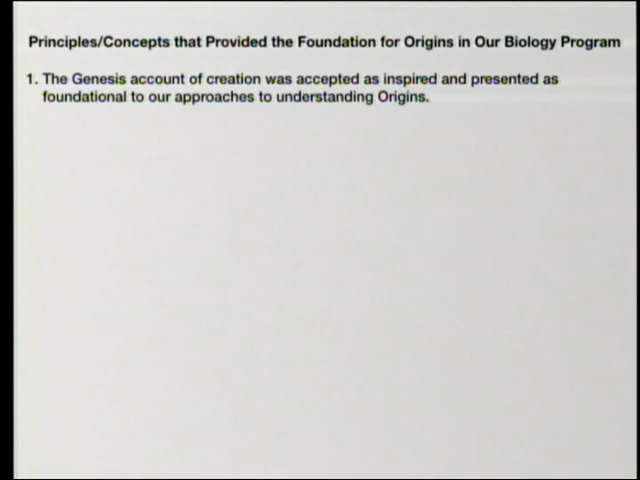 Principles/Concepts that Provided the Foundation for Origins in Our Biology Program
1. The Genesis account of creation was accepted as inspired and presented as
foundational to our approaches to understanding Origins.